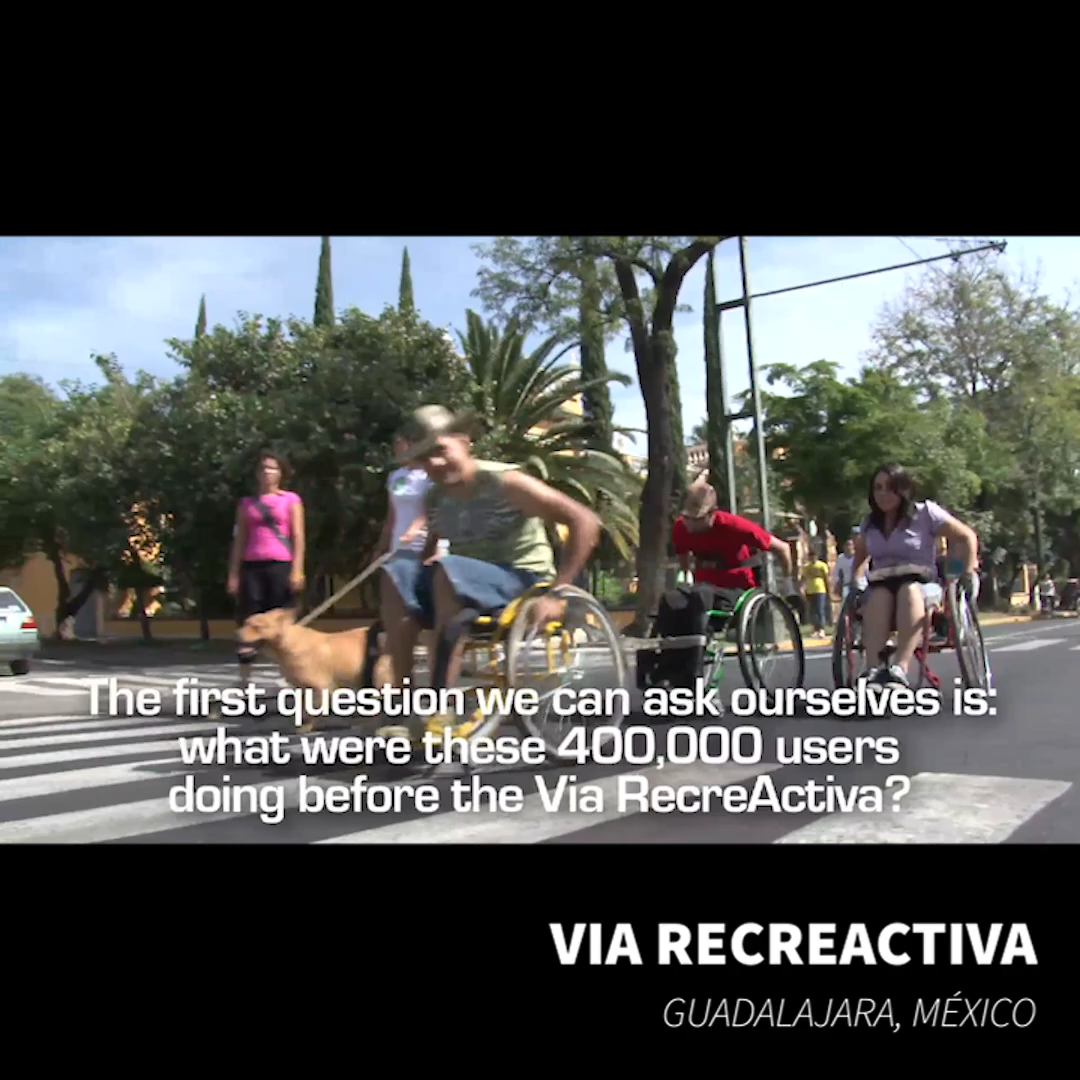 The first question we can ask ourselves is:
what were these 400,000 users
doing before the Via RecreActiva?
VIA RECREACTIVA
GUADALAJARA, MÉXICO